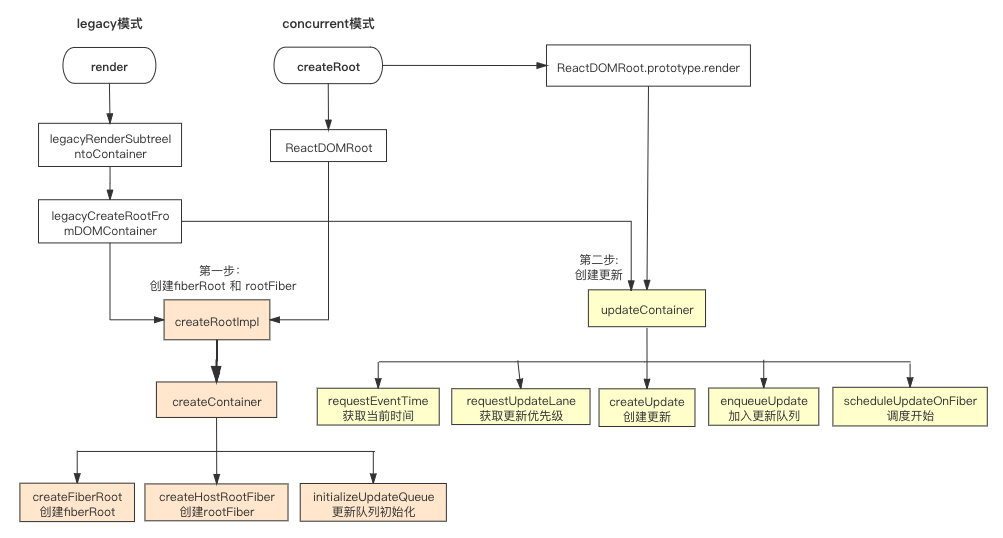 legacy模式
concurrent模式
render
createRoot
ReactDOMRoot.prototype.render
legacyRenderSubtreeI
ntoContainer
ReactDOMRoot
legacyCreateRootFro
mDOMContainer
第一步：
创建fiberRoot 和 rootFiber
第二步:
创建更新
createRootImpl
updateContainer
createContainer
requestEventTime
获取当前时间
requestUpdateLane
获取更新优先级
createUpdate
创建更新
enqueueUpdate
加入更新队列
scheduleUpdateOnFiber
调度开始
createFiberRoot
创建fiberRoot
createHostRootFiber
创建rootFiber
initializeUpdateQueue
更新队列初始化